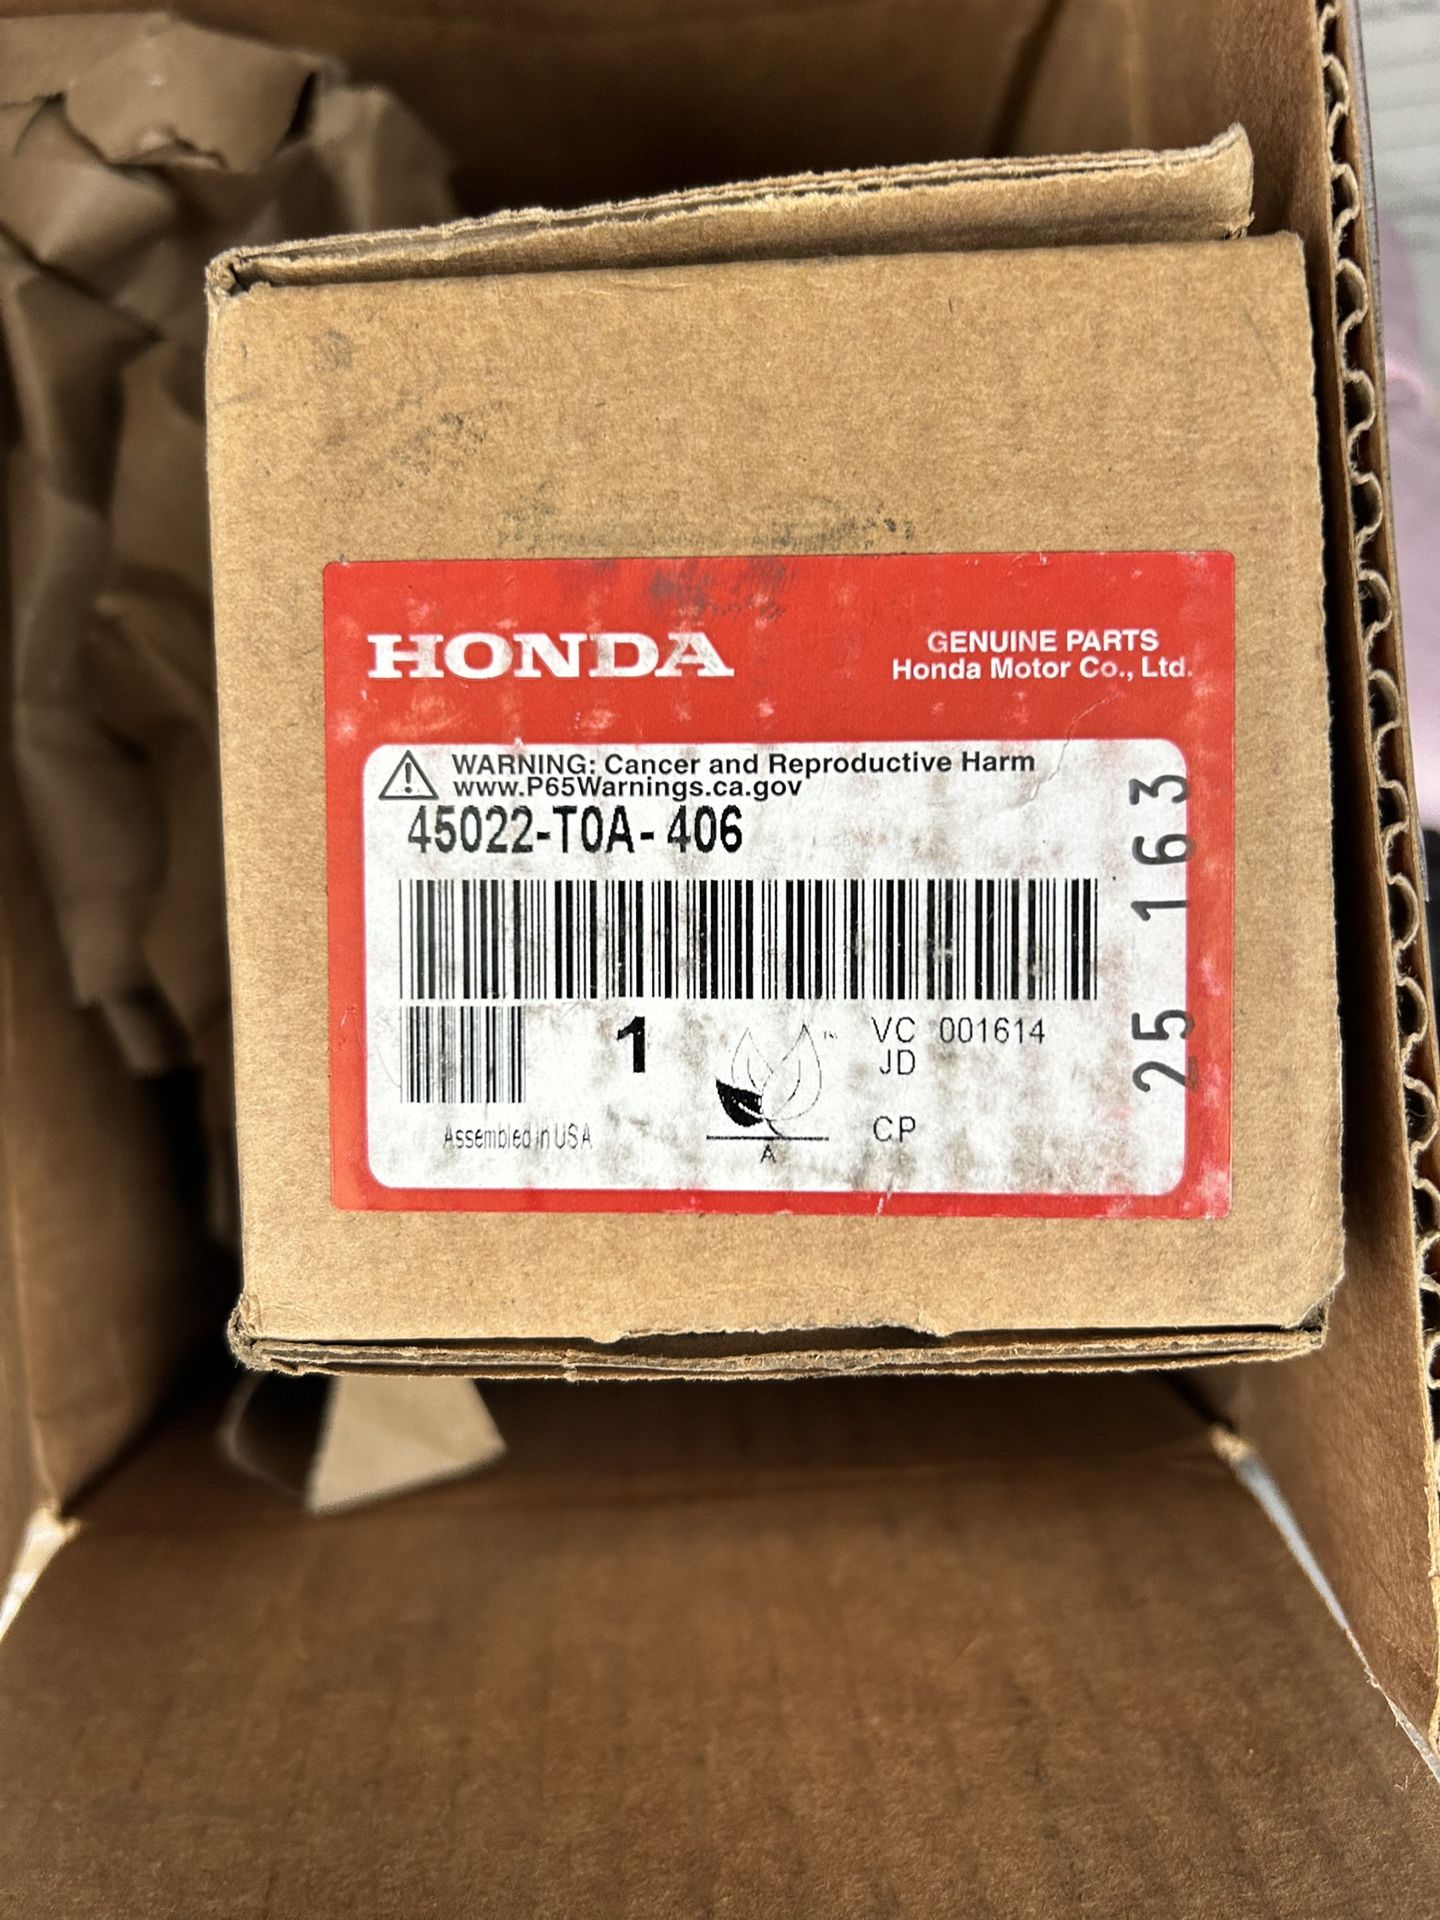 HONDA
GENUINE PARTS
Honda Motor Co., Ltd.
WARNING: Cancer and Reproductive Harm
www.P65Warnings.ca.gov
45022-T0A-406
1
VC 001614
JD
CP
Assembled in USA
TM
A
25 163